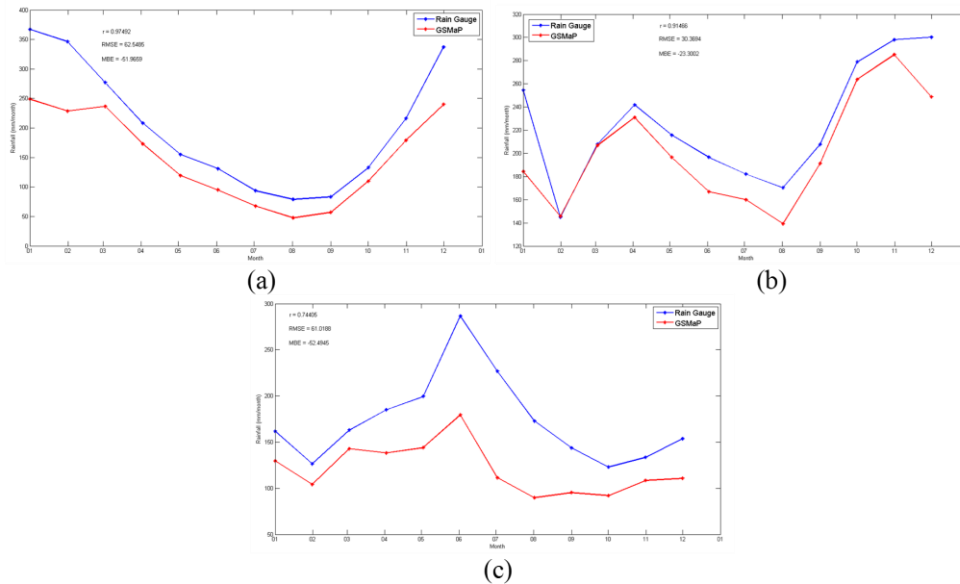 400
350
300
250
200
150
100
50
0
Rainfall (mm/month)
r = 0.97492
RMSE = 62.5485
MBE =
Rain Gauge
GSMaP
01 02 03 04 05 06 07 08 09 10 11 12 01
Month
(a)
300
280
260
240
220
200
180
160
140
120
Rainfall (mm/month)
Rain Gauge
GSMaP
r = 0.91466
RMSE = 30.3694
MBE = -23.3002
01 02 03 04 05 06 07 08 09 10 11 12 01
Month
(b)
300
250
200
150
100
50
Rainfall (mm/month)
r = 0.74405
RMSE = 61.0188
MBE = -52.4945
Rain Gauge
GSMaP
01 02 03 04 05 06 07 08 09 10 11 12 01
Month
(c)